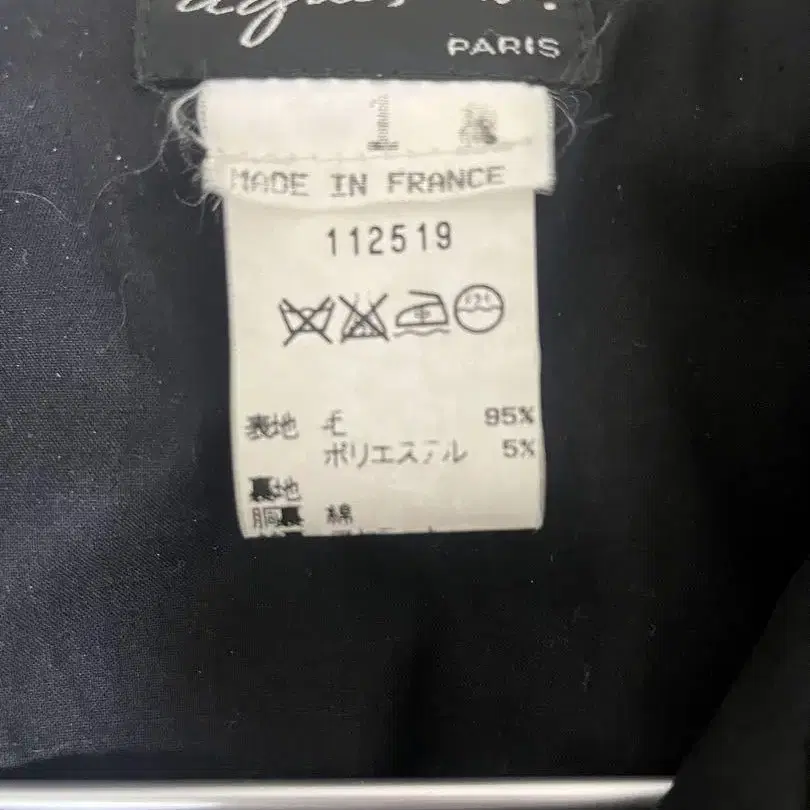 PARIS
MADE IN FRANCE
112519
表地 毛 95%
ポリエステル 5%
裏地
胴裏 綿